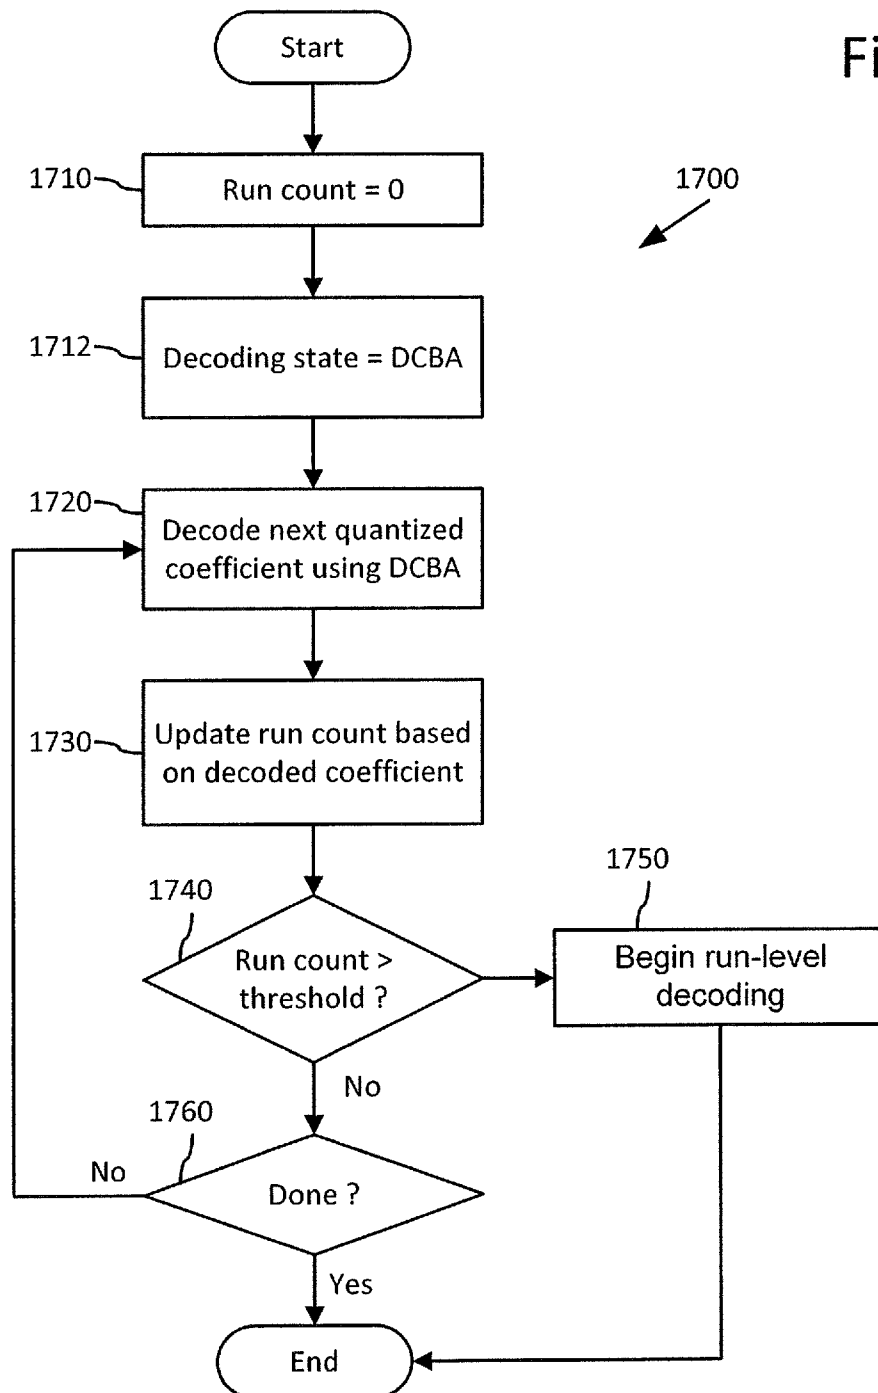 Start
Fi
1710
Run count = 0
1700
1712
Decoding state = DCBA
1720
Decode next quantized
coefficient using DCBA
1730
Update run count based
on decoded coefficient
1740
1750
Run count >
threshold ?
Begin run-level
decoding
No
1760
No
Done ?
Yes
End